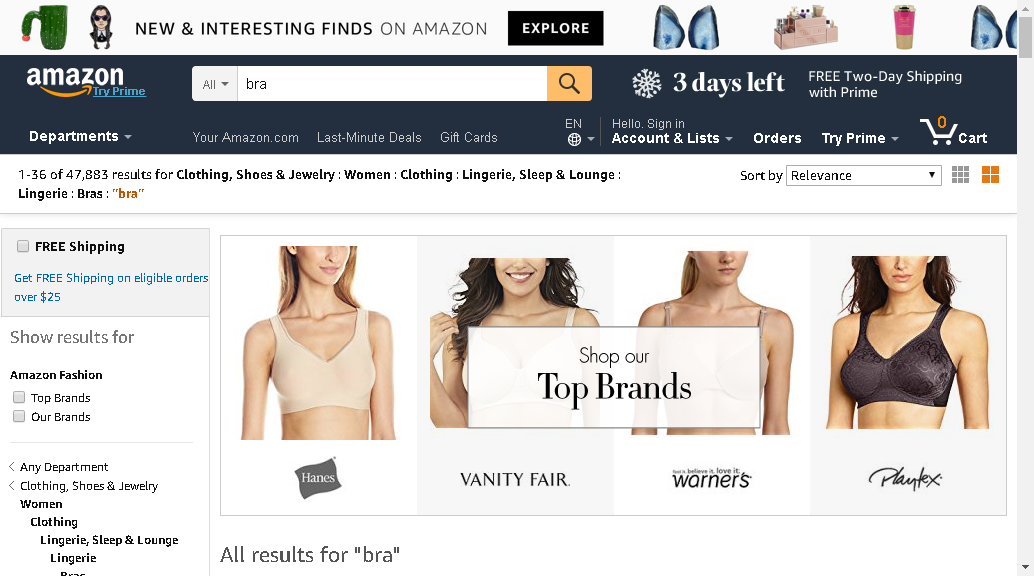 NEW & INTERESTING FINDS ON AMAZON EXPLORE
amazon
Try Prime
All
bra
3 days left
FREE Two-Day Shipping
with Prime
Departments
Your Amazon.com Last-Minute Deals Gift Cards
EN
Hello. Sign in
Account & Lists
Orders
Try Prime
0
Cart
1-36 of 47,883 results for Clothing, Shoes & Jewelry : Women : Clothing : Lingerie, Sleep & Lounge :
Lingerie : Bras : "bra"
Sort by Relevance
FREE Shipping
Get FREE Shipping on eligible orders
over $25
Show results for
Amazon Fashion
Top Brands
Our Brands
Any Department
Clothing, Shoes & Jewelry
Women
Clothing
Lingerie, Sleep & Lounge
Lingerie
Bras
Shop our
Top Brands
Hanes
VANITY FAIR.
feel it. believe it. love it.
warner's
Playtex
All results for "bra"